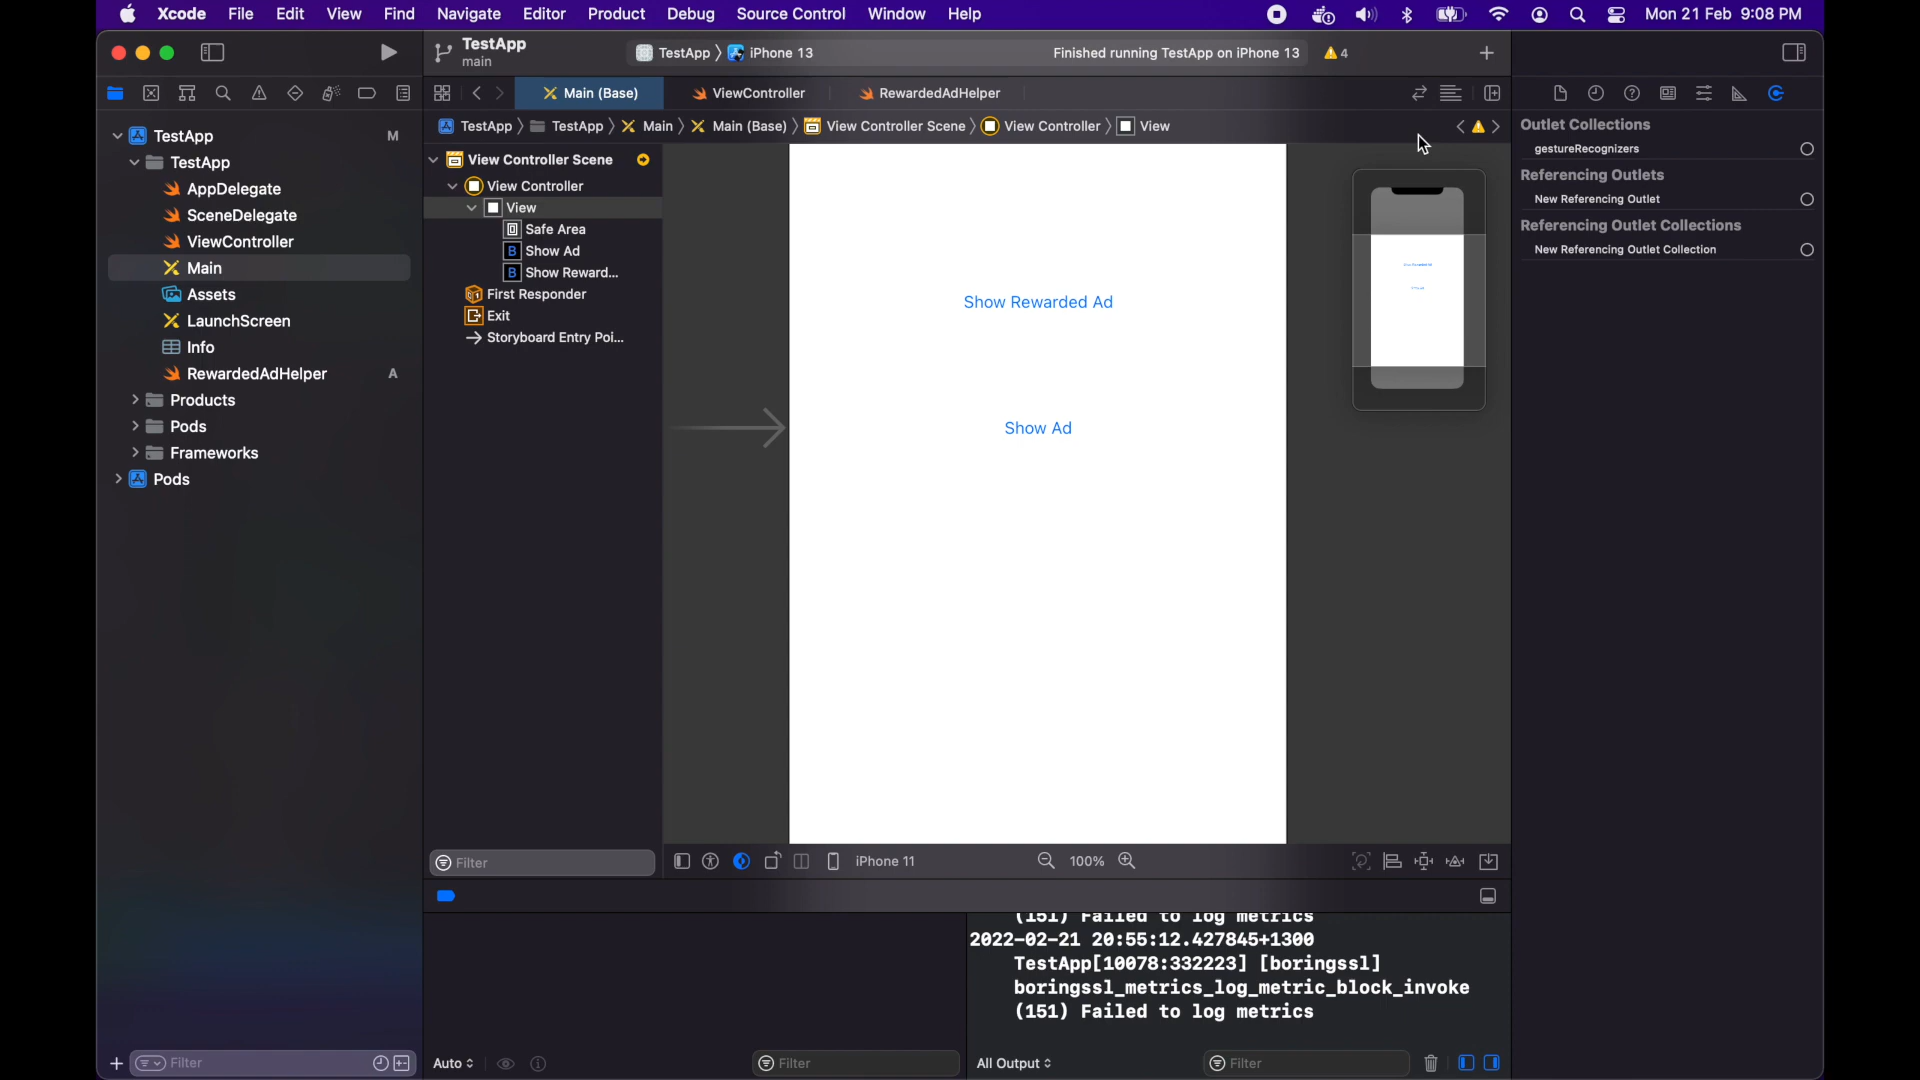 Xcode File Edit View Find Navigate Editor Product Debug Source Control Window Help Mon 21 Feb 9:08 PM
TestApp
main
TestApp iPhone 13 Finished running TestApp on iPhone 13 4
Main (Base) ViewController RewardedAdHelper
TestApp TestApp Main Main (Base) View Controller Scene View Controller View
TestApp M
TestApp
AppDelegate
SceneDelegate
ViewController
Main
Assets
LaunchScreen
Info
RewardedAdHelper A
Products
Pods
Frameworks
Pods
Filter
View Controller Scene
View Controller
View
Safe Area
B Show Ad
B Show Reward...
First Responder
Exit
Storyboard Entry Poi...
Filter
Show Rewarded Ad
Show Ad
iPhone 11 100%
Outlet Collections
gestureRecognizers
Referencing Outlets
New Referencing Outlet
Referencing Outlet Collections
New Referencing Outlet Collection
(151) Failed to log metrics
2022-02-21 20:55:12.427845+1300
TestApp[10078:332223] [boringssl]
boringssl_metrics_log_metric_block_invoke
(151) Failed to log metrics
Auto Filter
All Output Filter